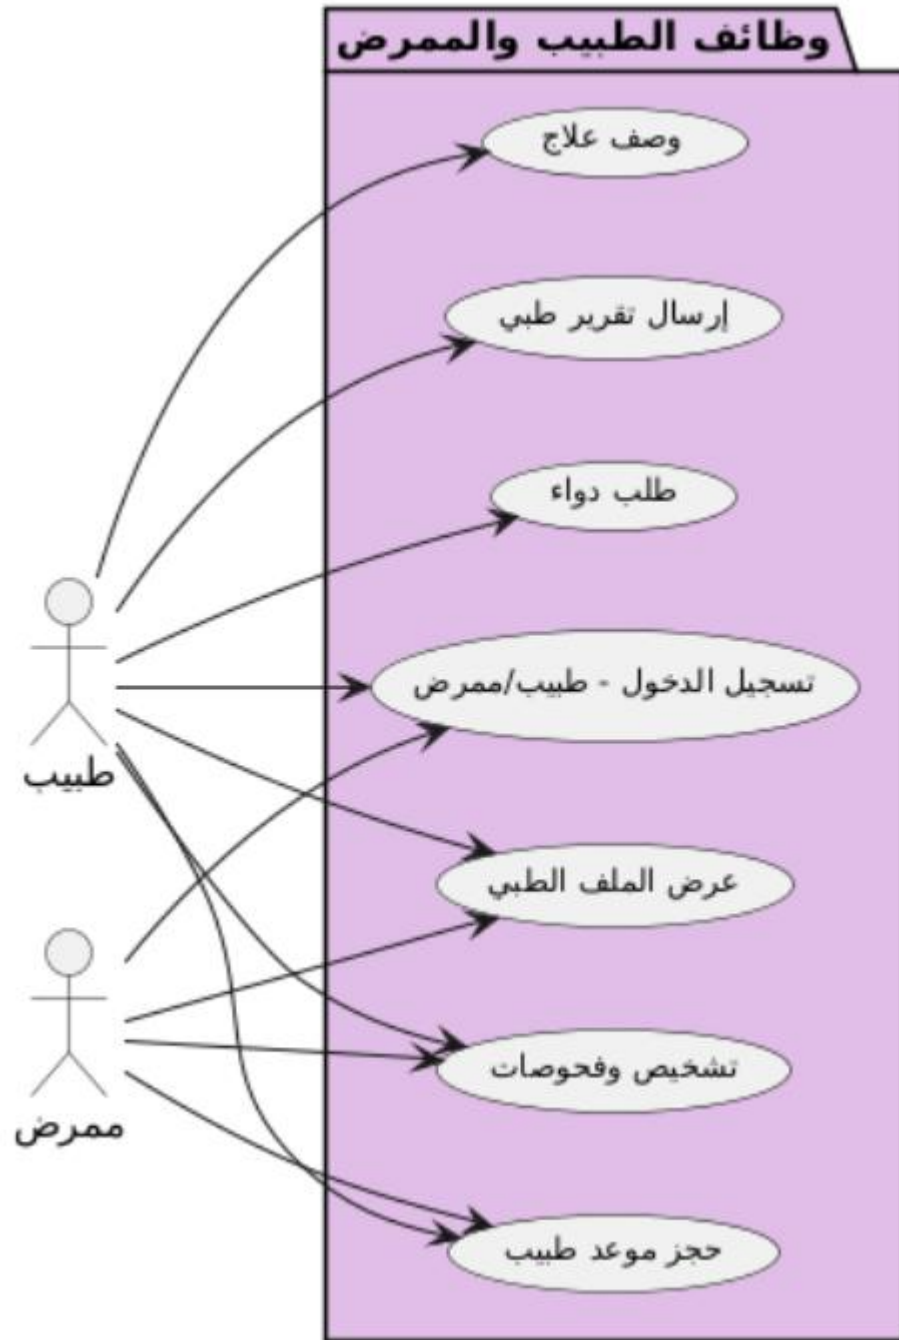 وظائف الطبيب والممرض
وصف علاج
إرسال تقرير طبي
طلب دواء
تسجيل الدخول - طبيب/ممرض
طبيب
عرض الملف الطبي
تشخيص وفحوصات
ممرض
حجز موعد طبيب